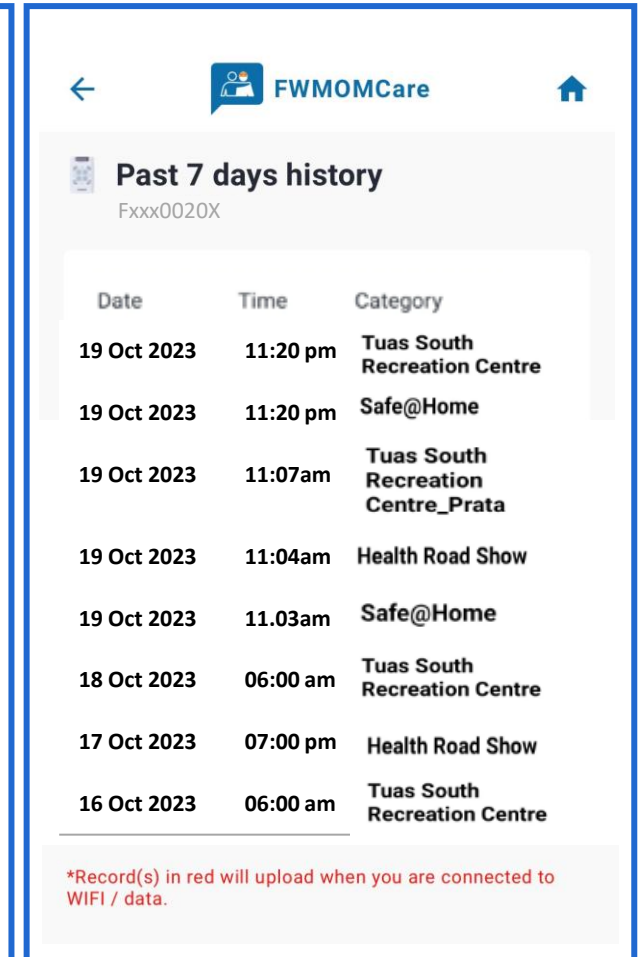 FWMOMCare
Past 7 days history
Fxxx0020X
Date Time Category
19 Oct 2023 11:20 pm Tuas South
Recreation Centre
19 Oct 2023 11:20 pm Safe@Home
19 Oct 2023 11:07am Tuas South
Recreation
Centre_Prata
19 Oct 2023 11:04am Health Road Show
19 Oct 2023 11.03am Safe@Home
18 Oct 2023 06:00 am Tuas South
Recreation Centre
17 Oct 2023 07:00 pm Health Road Show
16 Oct 2023 06:00 am Tuas South
Recreation Centre
*Record(s) in red will upload when you are connected to
WIFI / data.